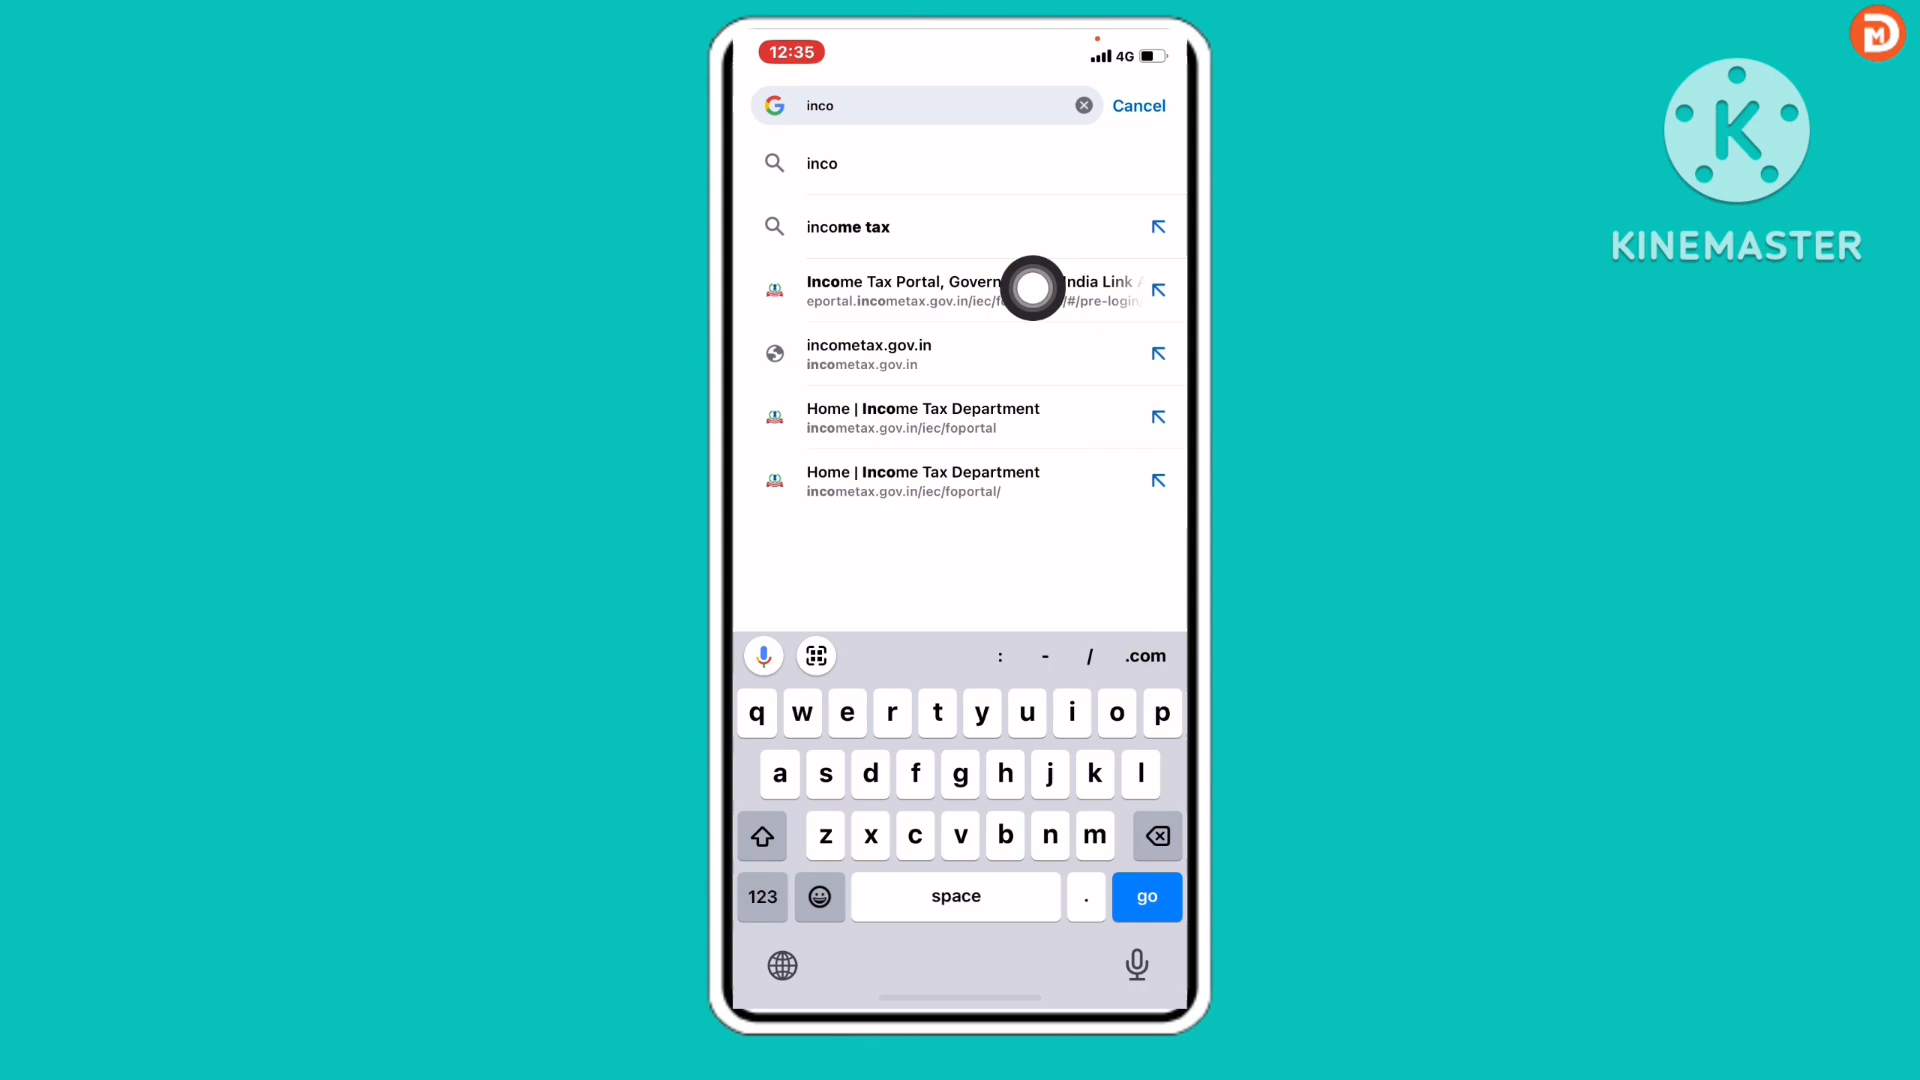 12:35
4G
inco
Cancel
inco
income tax
Income Tax Portal, Govern ndia Link
eportal.incometax.gov.in/iec/f /#/pre-login/
incometax.gov.in
incometax.gov.in
Home | Income Tax Department
incometax.gov.in/iec/foportal
Home | Income Tax Department
incometax.gov.in/iec/foportal/
: - / .com
q w e r t y u i o p
a s d f g h j k l
z x c v b n m
123 space . go
D M
K
KINEMASTER